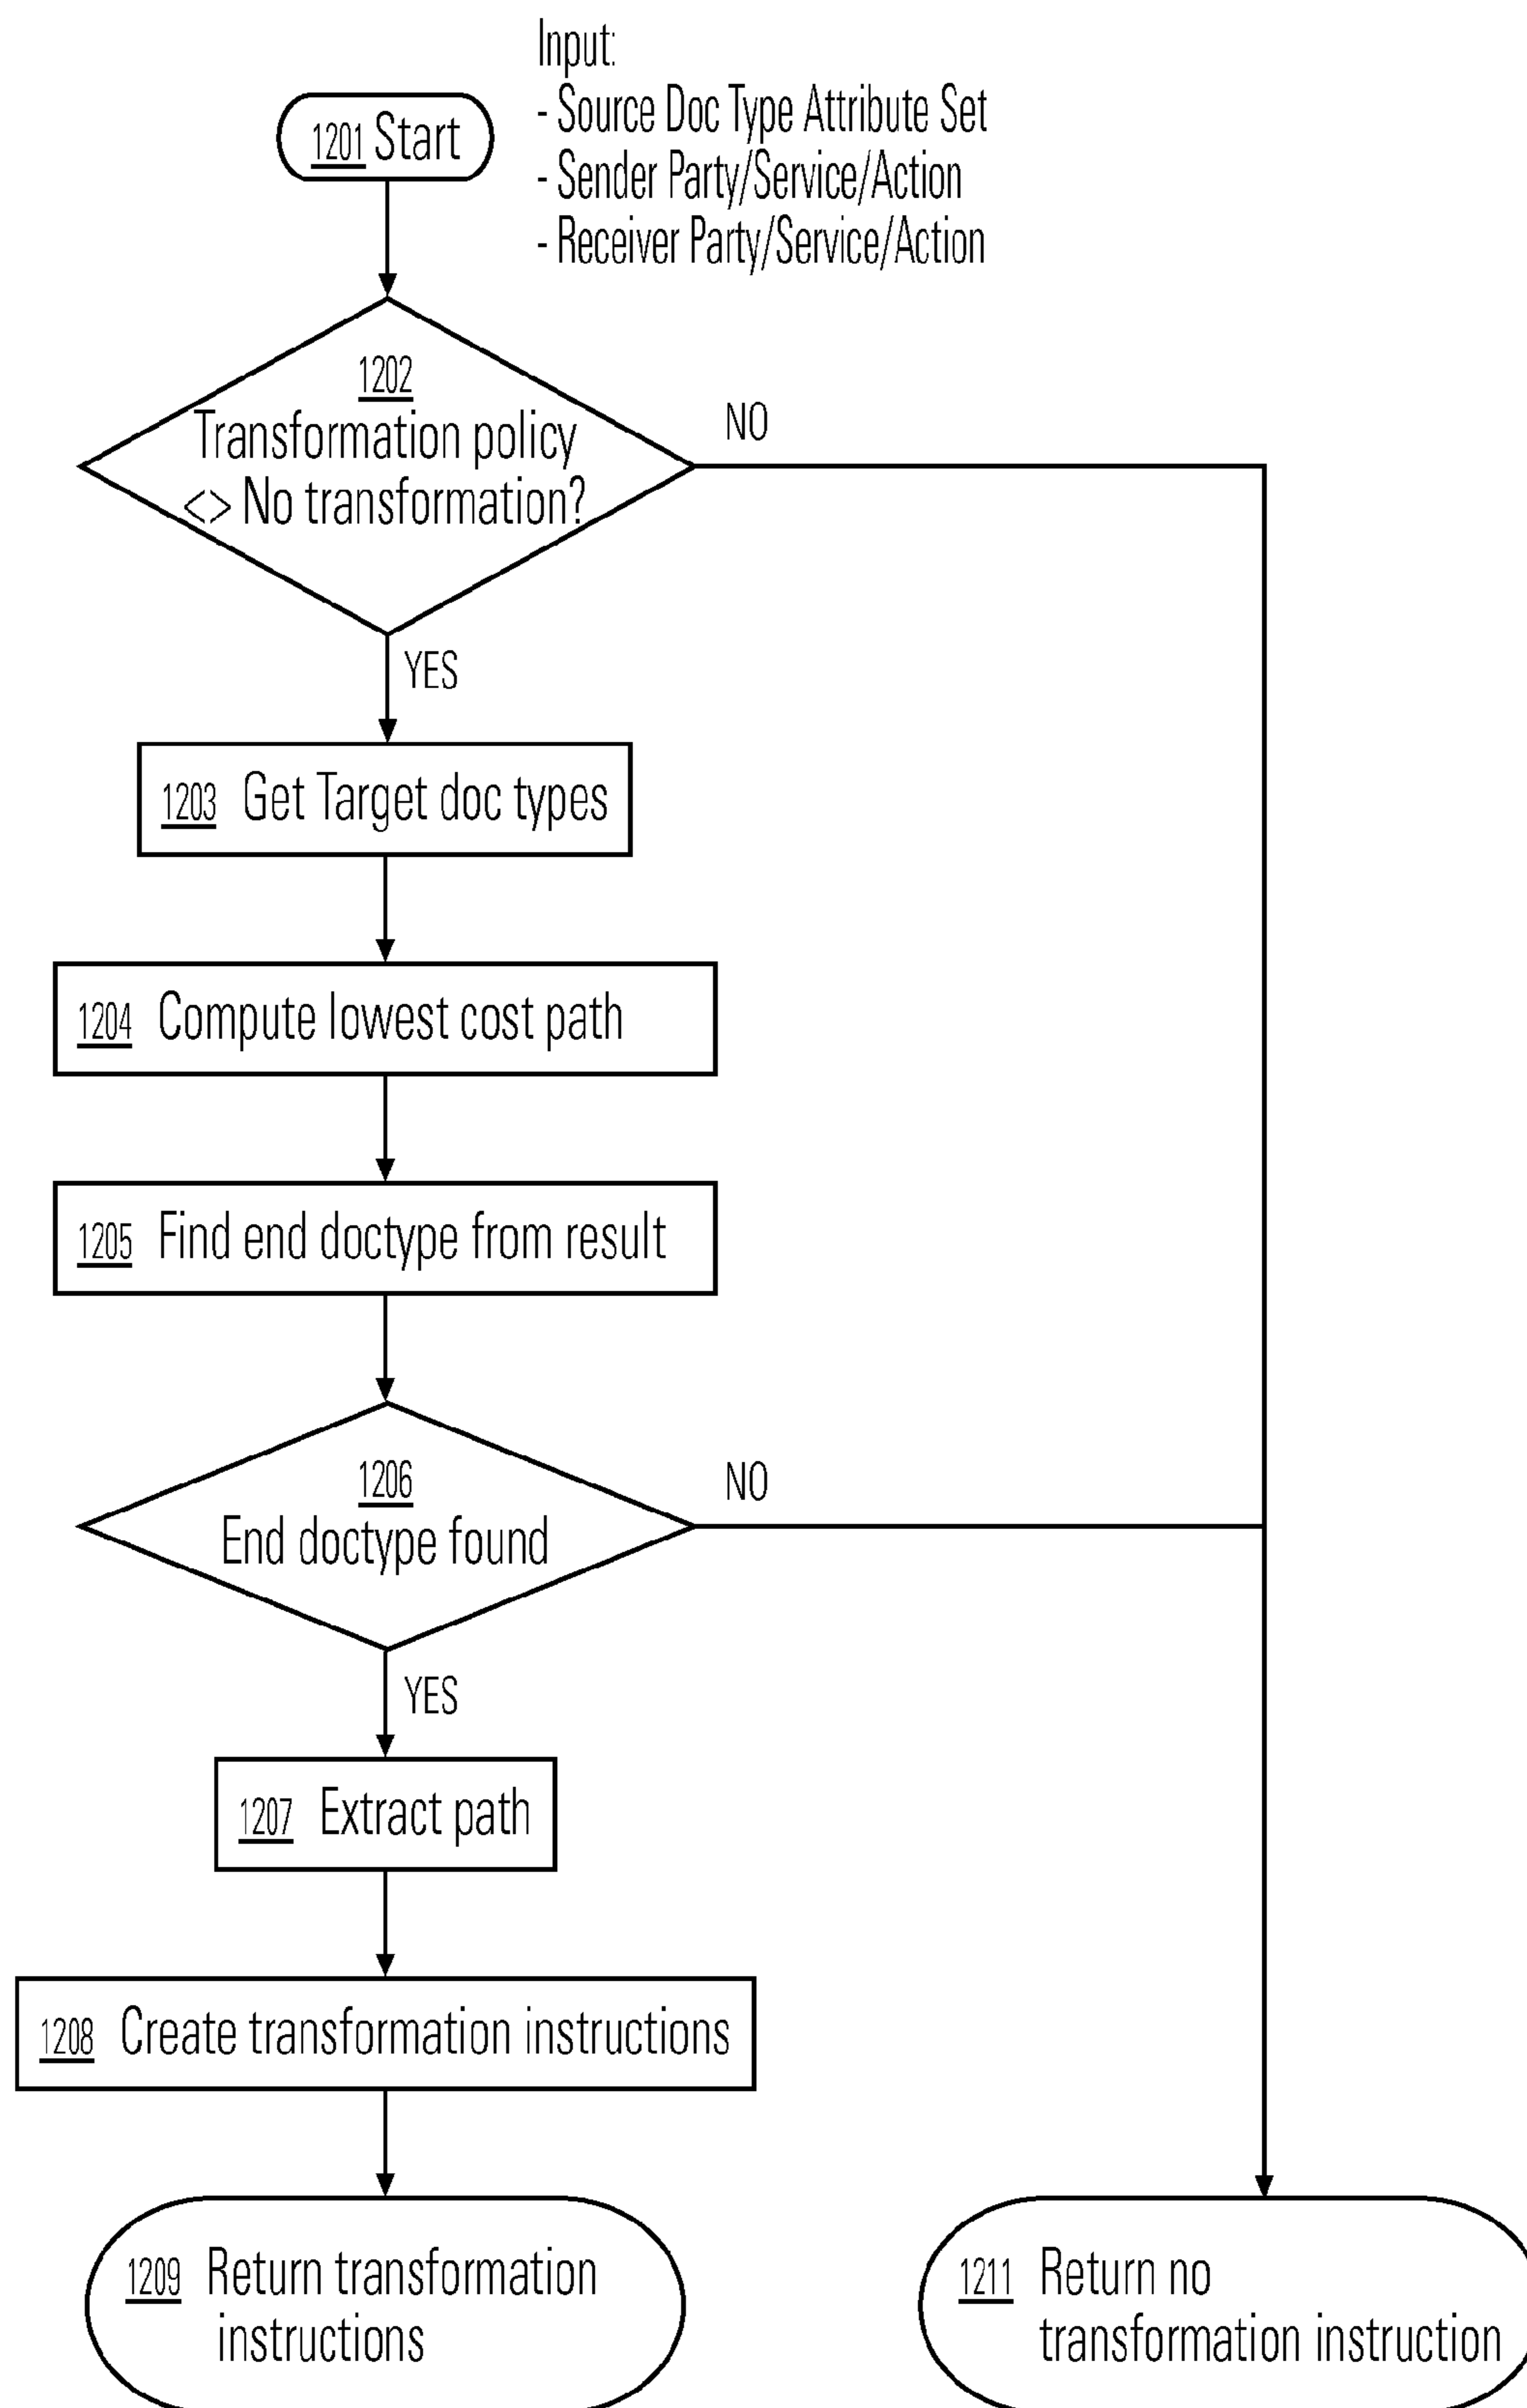 Input:
- Source Doc Type Attribute Set
- Sender Party/Service/Action
- Receiver Party/Service/Action
1201 Start
1202
Transformation policy
<> No transformation?
NO
YES
1203 Get Target doc types
1204 Compute lowest cost path
1205 Find end doctype from result
1206
End doctype found
NO
YES
1207 Extract path
1208 Create transformation instructions
1209 Return transformation
instructions
1211 Return no
transformation instruction